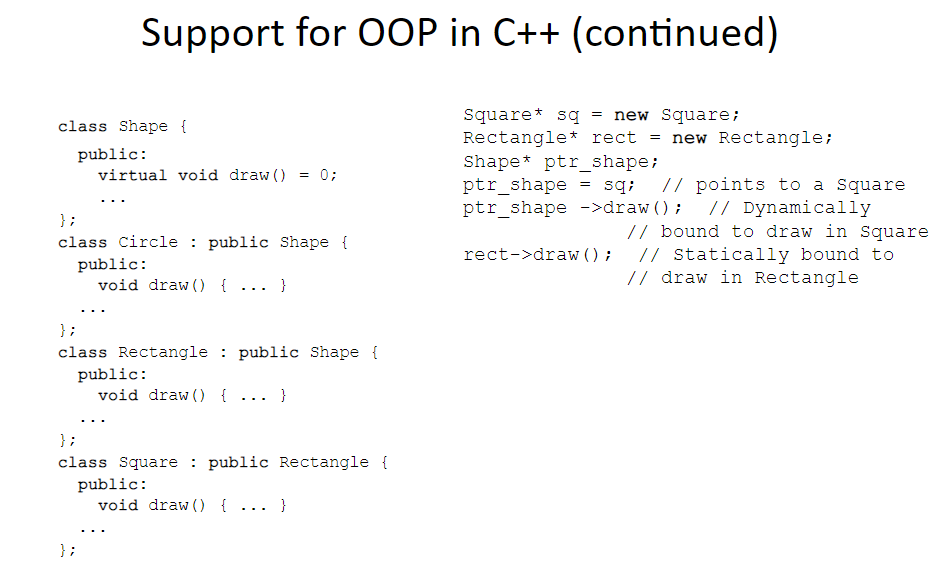 Support for OOP in C++ (continued)
class Shape {
public:
virtual void draw() = 0;
...
};
class Circle : public Shape {
public:
void draw() { ... }
...
};
class Rectangle : public Shape {
public:
void draw() { ... }
...
};
class Square : public Rectangle {
public:
void draw() { ... }
...
};
Square* sq = new Square;
Rectangle* rect = new Rectangle;
Shape* ptr_shape;
ptr_shape = sq;  // points to a Square
ptr_shape ->draw();  // Dynamically
// bound to draw in Square
rect->draw();  // Statically bound to
// draw in Rectangle